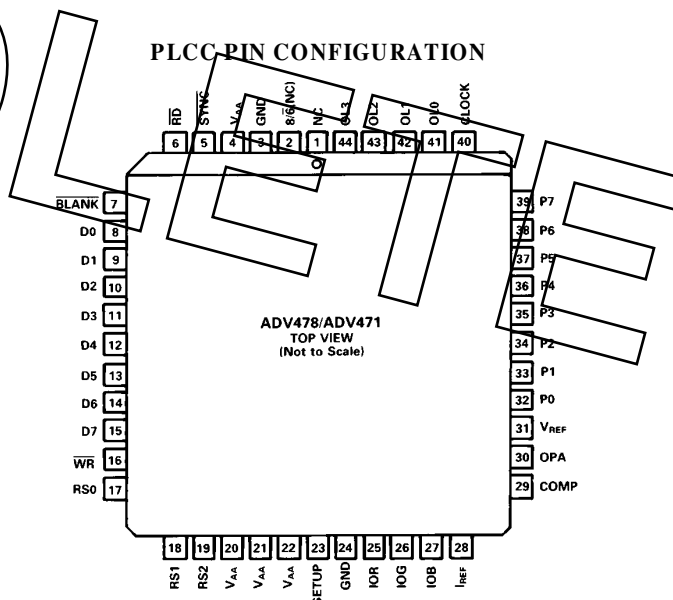 PLCC PIN CONFIGURATION
RD
SYNC
VAA
GND
8/6(NC)
NC
OL3
OL2
OL1
OL0
CLOCK
6 5 4 3 2 1 44 43 42 41 40
BLANK 7
D0 8
D1 9
D2 10
D3 11
D4 12
D5 13
D6 14
D7 15
WR 16
RS0 17
ADV478/ADV471
TOP VIEW
(Not to Scale)
39 P7
38 P6
37 P5
36 P4
35 P3
34 P2
33 P1
32 P0
31 VREF
30 OPA
29 COMP
18 19 20 21 22 23 24 25 26 27 28
RS1
RS2
VAA
VAA
VAA
SETUP
GND
IOR
IOG
IOB
IREF
LETE